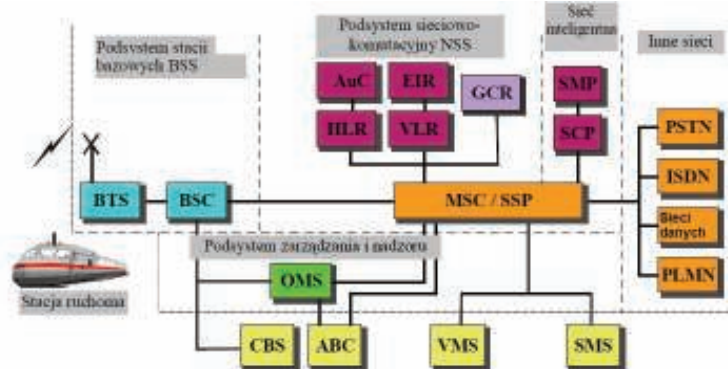 Podsystem stacji
bazowych BSS
Podsystem sieciowo-
komutacyjny NSS
Sieć
inteligentna
Inne sieci
AuC
EIR
GCR
SMP
HLR
VLR
SCP
PSTN
ISDN
Sieci
danych
PLMN
BTS
BSC
MSC / SSP
Podsystem zarządzania i nadzoru
OMS
Stacja ruchoma
CBS
ABC
VMS
SMS